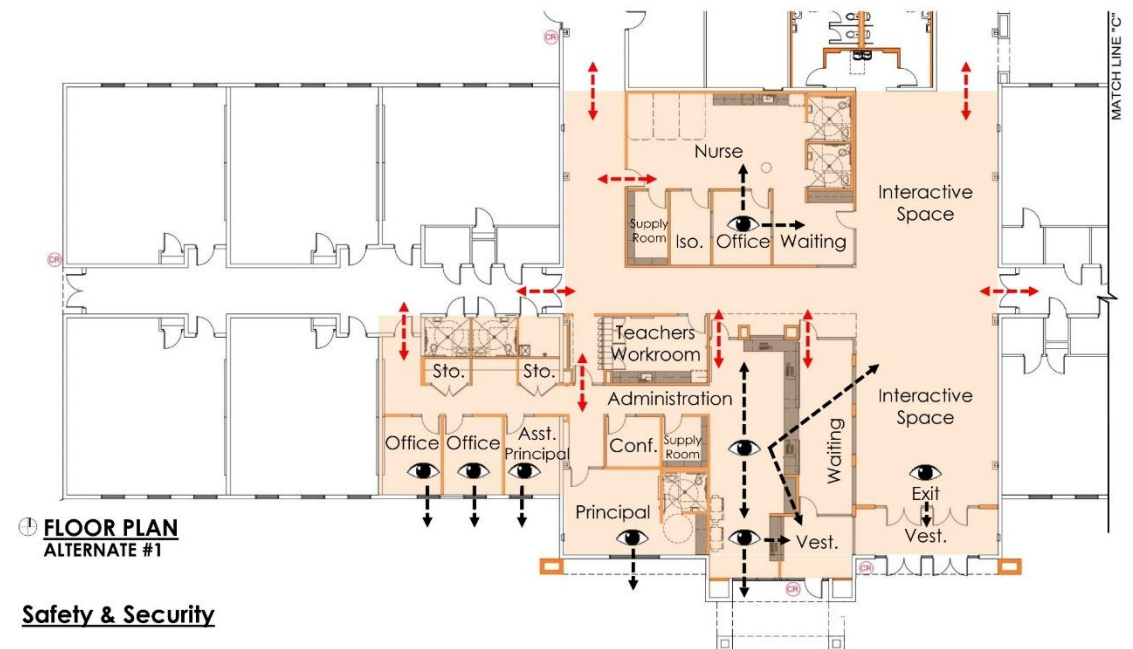 CR
MATCH LINE "C"
Nurse
Interactive
Space
Supply
Room
Iso.
Office
Waiting
CR
Teachers
Workroom
Sto.
Sto.
Administration
Interactive
Space
Office
Office
Asst.
Principal
Conf.
Supply
Room
Waiting
Exit
Principal
Vest.
Vest.
FLOOR PLAN
ALTERNATE #1
CR
CR
Safety & Security